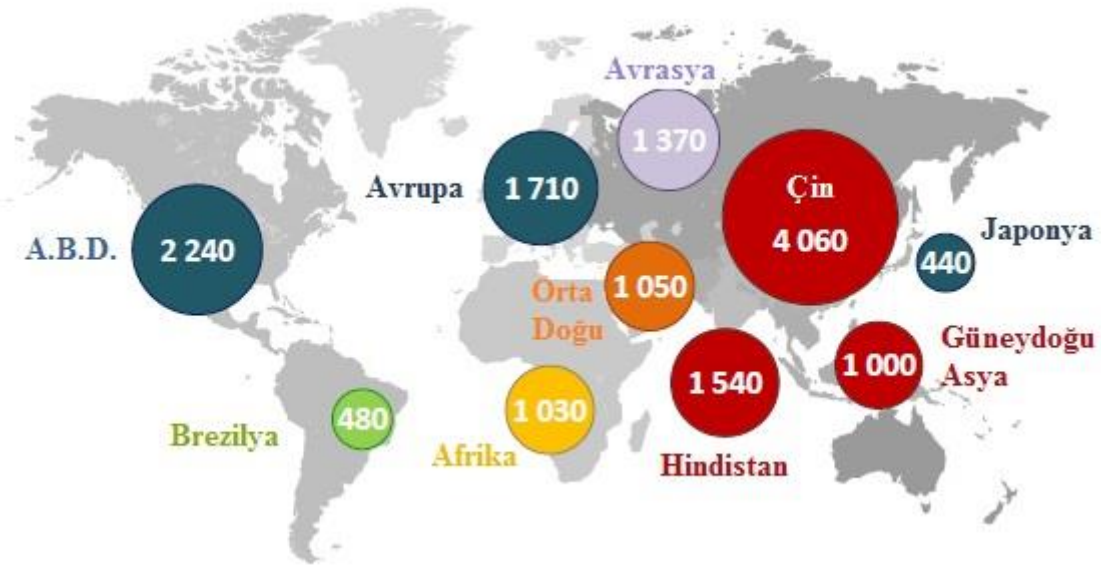 Avrasya
1 370
Avrupa
1 710
Çin
4 060
A.B.D.
2 240
Japonya
440
Orta
Doğu
1 050
Güneydoğu
Asya
1 000
1 540
Hindistan
480
Brezilya
1 030
Afrika